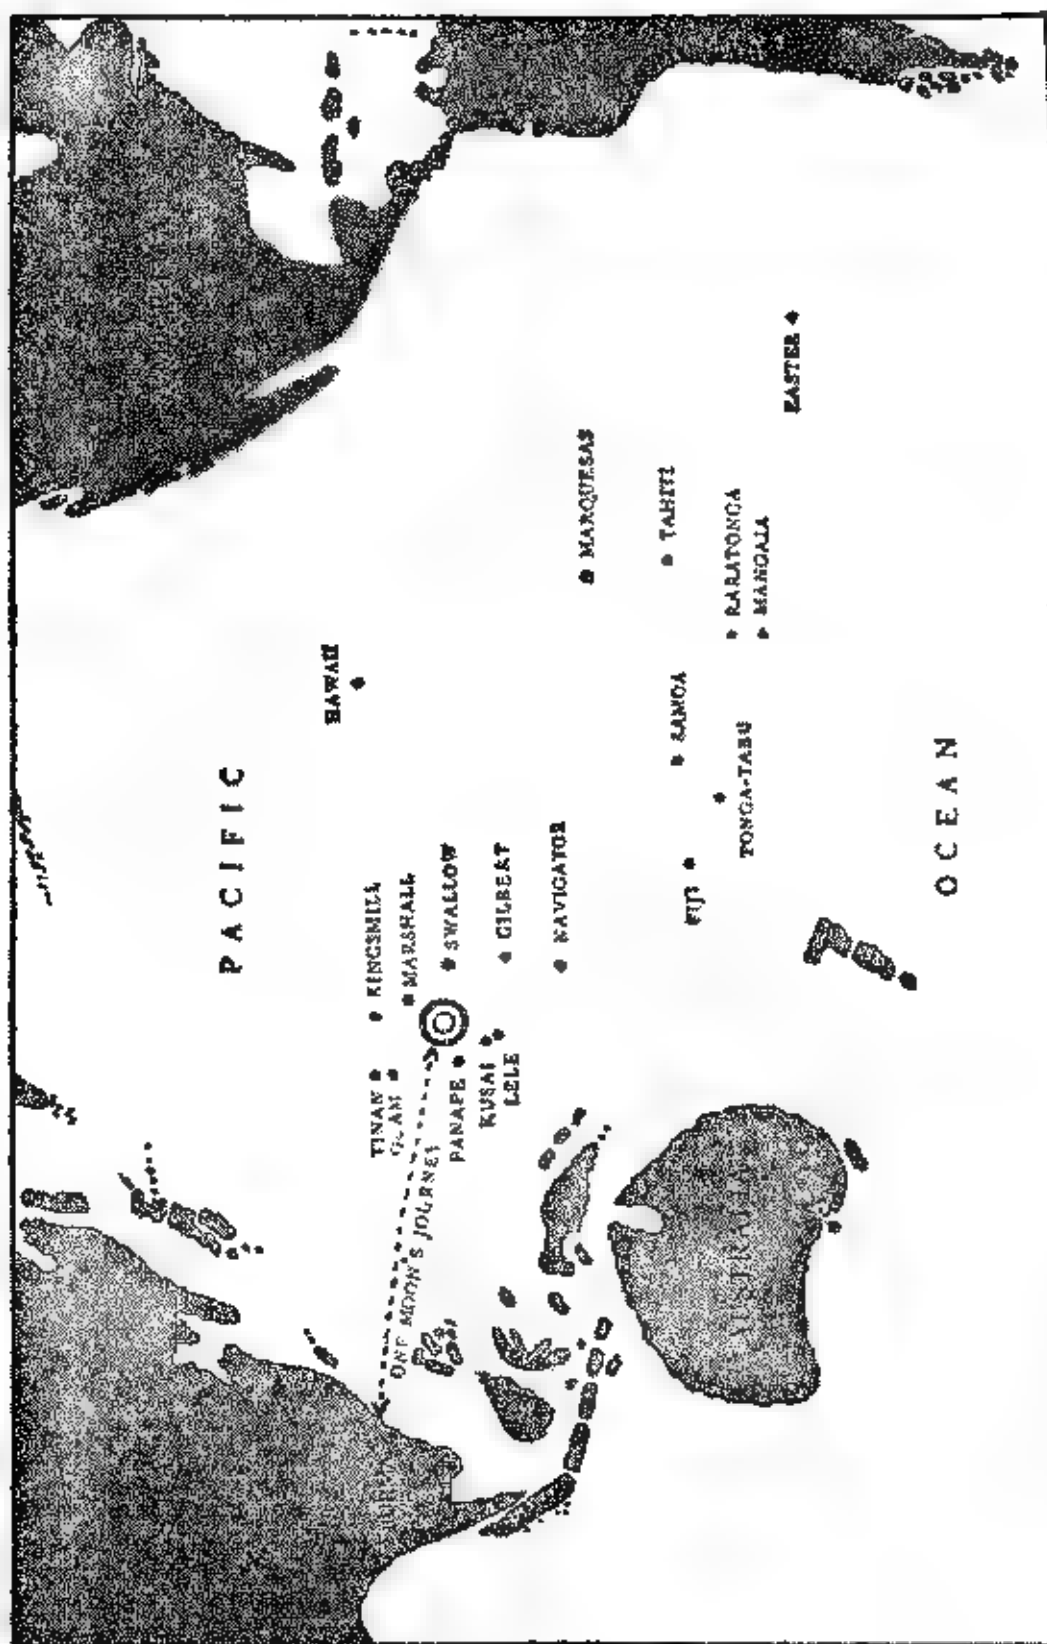 PACIFIC
HAWAII
KINGSMILL
MARSHALL
SWALLOW
GILBERT
NAVIGATOR
TINAN
PANAPE
KUSAI
LELE
ONE MOON'S JOURNEY
MARQUESAS
TAHITI
RARATONGA
MANGAIA
EASTER
SAMOA
TONGA-TABU
FIJI
OCEAN
AUSTRALIA